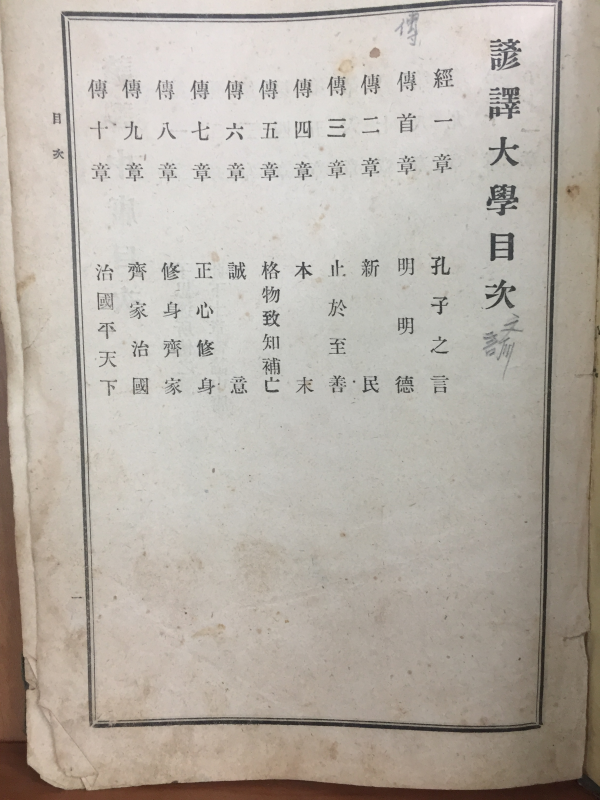 諺譯大學目次
經一章 孔子之言
傳首章 明明德
傳二章 新民
傳三章 止於至善
傳四章 本末
傳五章 格物致知補亡
傳六章 誠意
傳七章 正心修身
傳八章 修身齊家
傳九章 齊家治國
傳十章 治國平天下
目次
一
傳